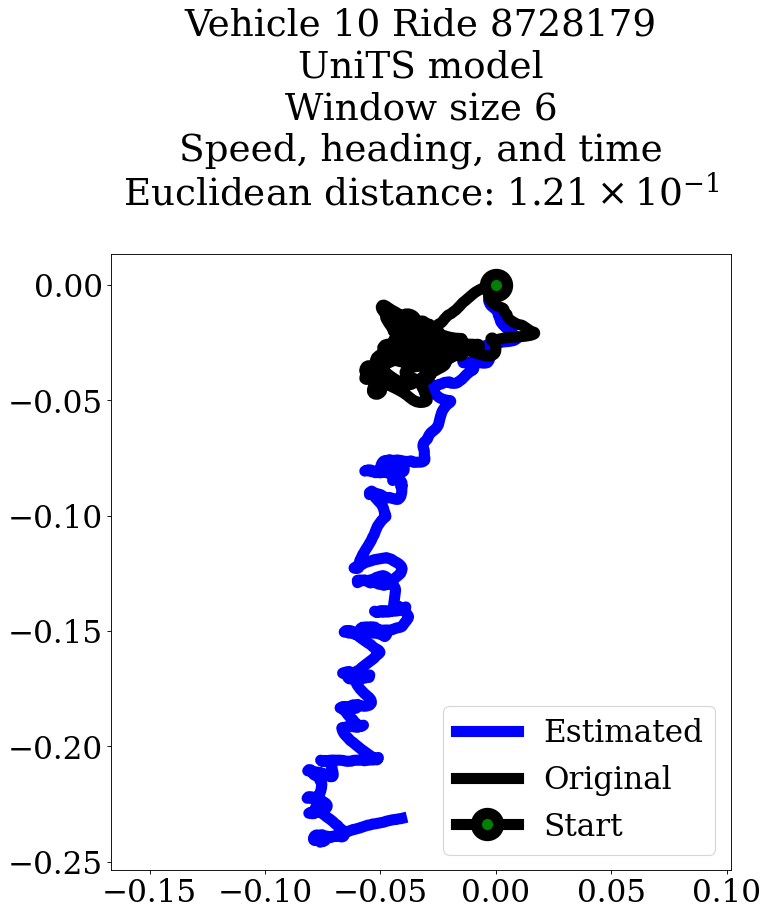 Vehicle 10 Ride 8728179
UniTS model
Window size 6
Speed, heading, and time
Euclidean distance: 1.21 × 10⁻¹
0.00
−0.05
−0.10
−0.15
−0.20
−0.25
Estimated
Original
Start
−0.15 −0.10 −0.05 0.00 0.05 0.10